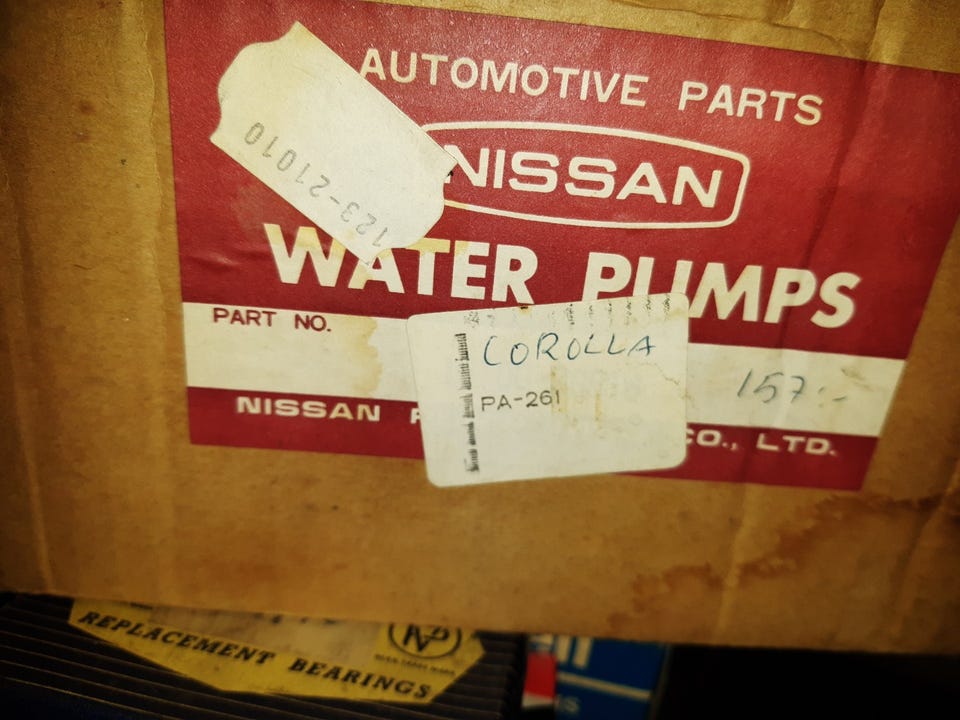 AUTOMOTIVE PARTS
NISSAN
123-21010
WATER PUMPS
PART NO.
COROLLA
157:-
PA-261
NISSAN
CO., LTD.
REPLACEMENT BEARINGS